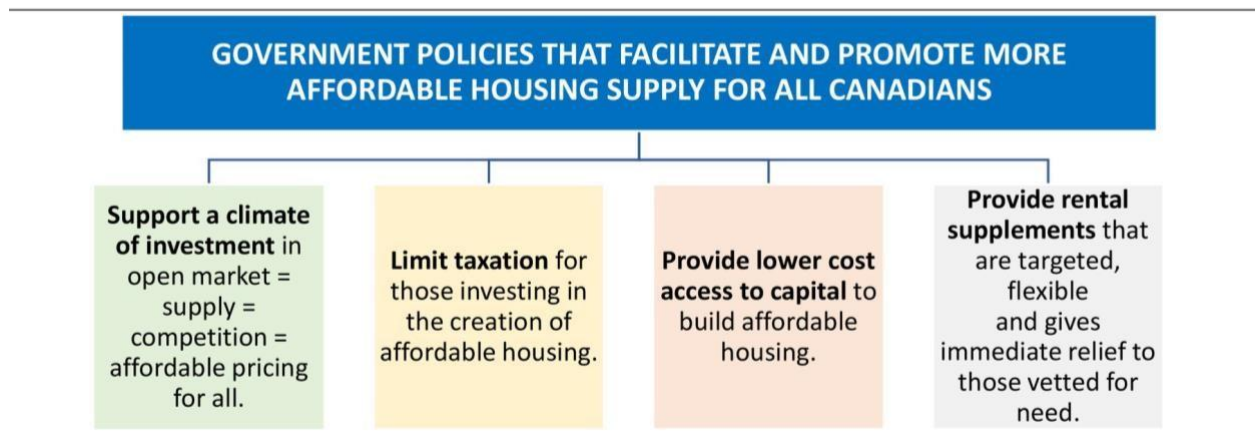 GOVERNMENT POLICIES THAT FACILITATE AND PROMOTE MORE
AFFORDABLE HOUSING SUPPLY FOR ALL CANADIANS
Support a climate
of investment in
open market =
supply =
competition =
affordable pricing
for all.
Limit taxation for
those investing in
the creation of
affordable housing.
Provide lower cost
access to capital to
build affordable
housing.
Provide rental
supplements that
are targeted,
flexible
and gives
immediate relief to
those vetted for
need.